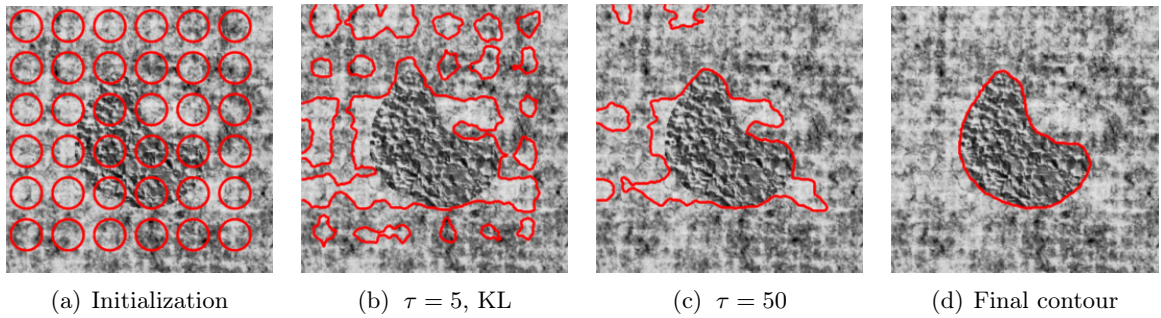 (a) Initialization
(b) τ = 5, KL
(c) τ = 50
(d) Final contour